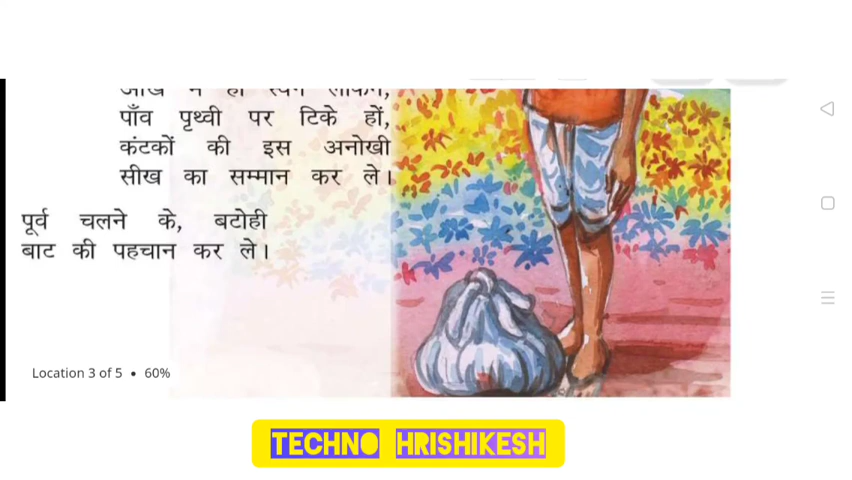 पाँव पृथ्वी पर टिके हों,
कंटकों की इस अनोखी
सीख का सम्मान कर ले।
पूर्व चलने के, बटोही
बाट की पहचान कर ले।
Location 3 of 5 • 60%
TECHNO HRISHIKESH